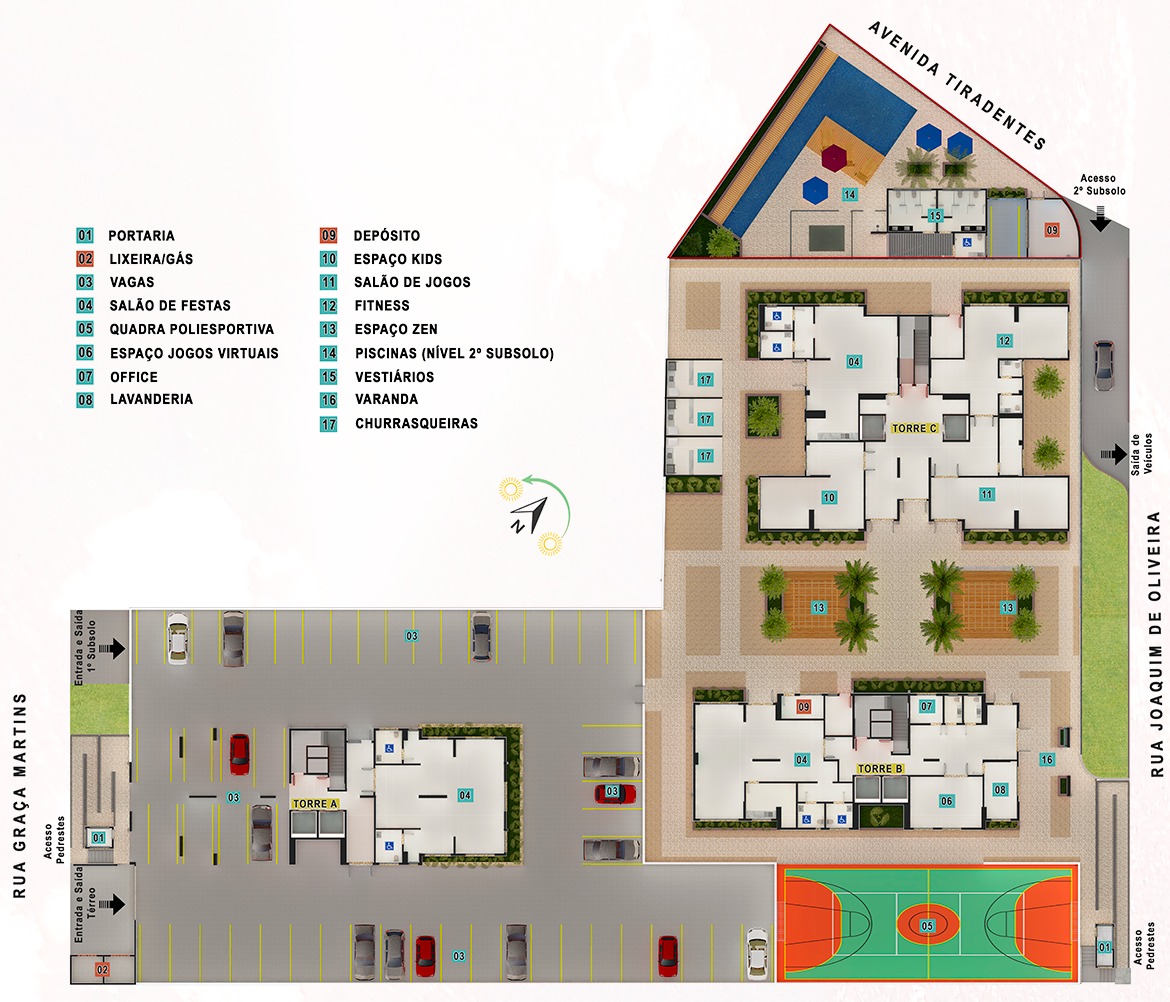 AVENIDA TIRADENTES
Acesso
2º Subsolo
01 PORTARIA
02 LIXEIRA/GÁS
03 VAGAS
04 SALÃO DE FESTAS
05 QUADRA POLIESPORTIVA
06 ESPAÇO JOGOS VIRTUAIS
07 OFFICE
08 LAVANDERIA
09 DEPÓSITO
10 ESPAÇO KIDS
11 SALÃO DE JOGOS
12 FITNESS
13 ESPAÇO ZEN
14 PISCINAS (NÍVEL 2º SUBSOLO)
15 VESTIÁRIOS
16 VARANDA
17 CHURRASQUEIRAS
14
15
09
12
04
17
17
17
TORRE C
10
11
Saída de
Veículos
N
13
13
RUA JOAQUIM DE OLIVEIRA
Entrada e Saída
1º Subsolo
03
RUA GRAÇA MARTINS
09
07
04
TORRE B
16
06
08
03
TORRE A
04
03
01
Acesso
Pedrestes
Entrada e Saída
Térreo
02
03
05
01
Acesso
Pedrestes